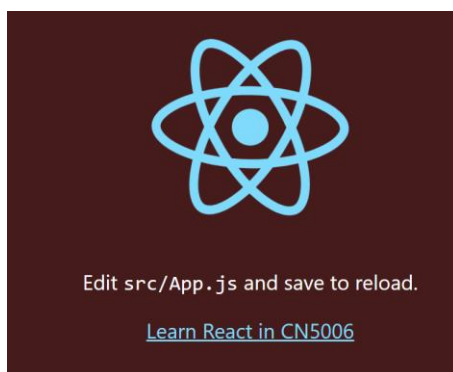 Edit src/App.js and save to reload.
Learn React in CN5006